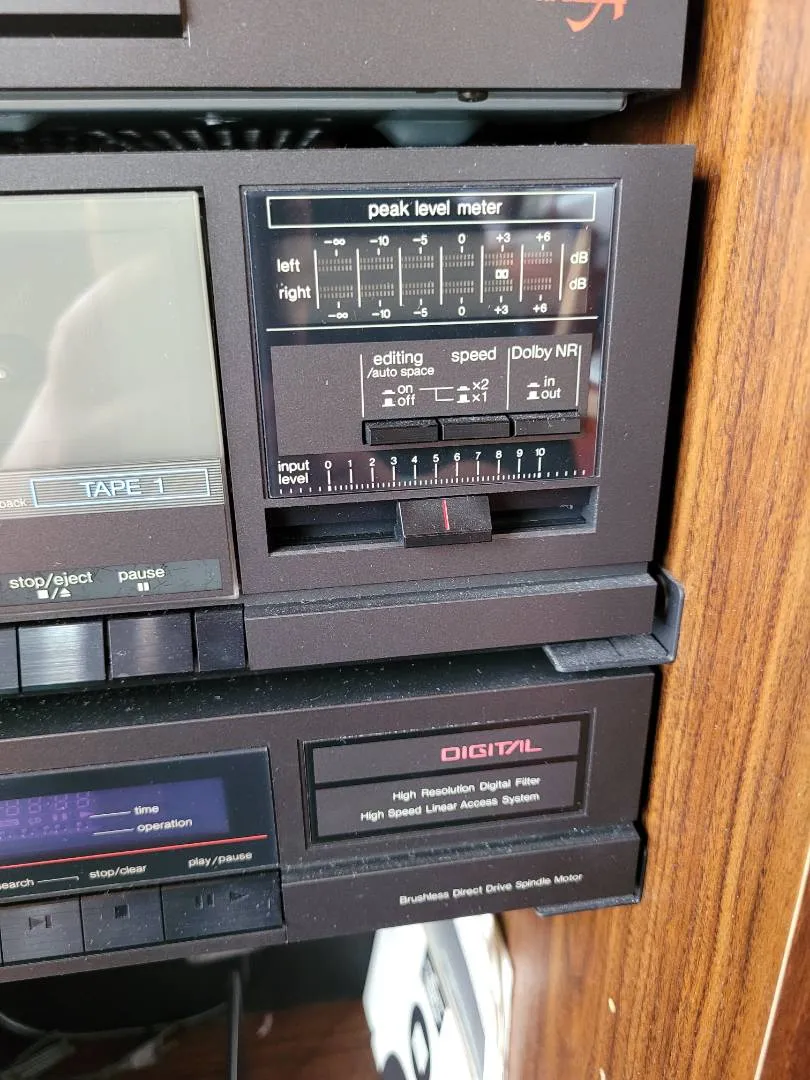 peak level meter
−∞ −10 −5 0 +3 +6
left dB
right dB
−∞ −10 −5 0 +3 +6
editing speed Dolby NR
/auto space
on ×2 in
off ×1 out
input 0 1 2 3 4 5 6 7 8 9 10
level
TAPE 1
stop/eject pause
DIGITAL
High Resolution Digital Filter
High Speed Linear Access System
time
operation
stop/clear play/pause
Brushless Direct Drive Spindle Motor